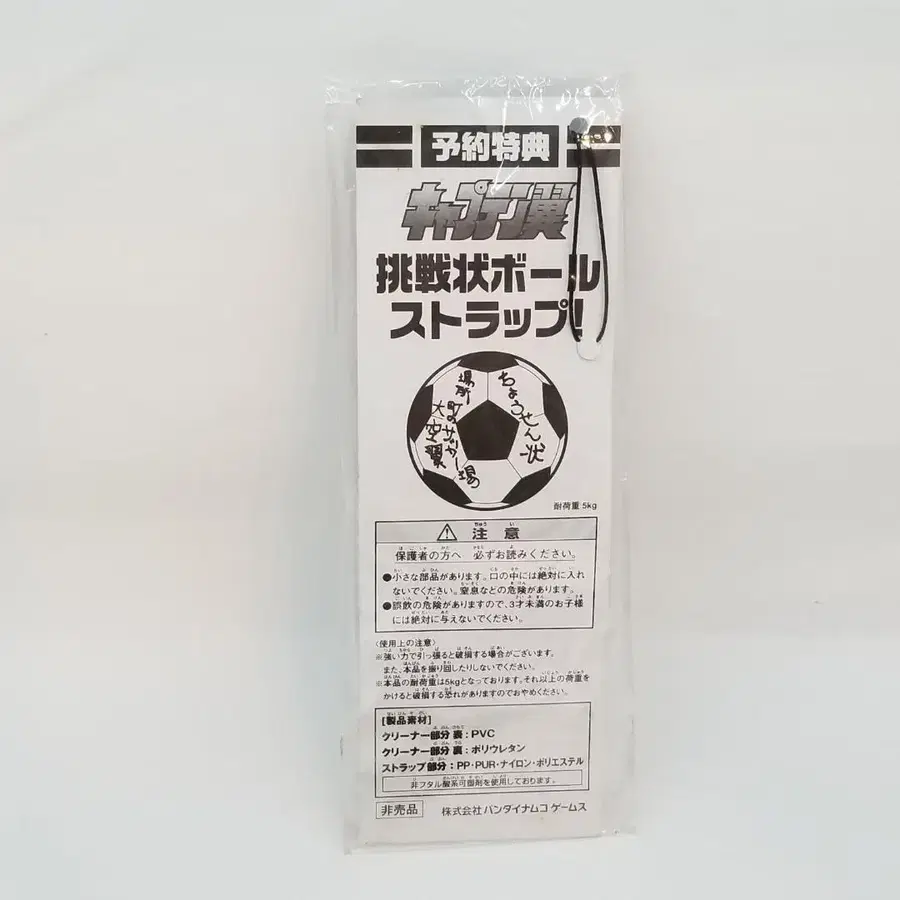 予約特典
キャプテン翼
挑戦状ボール
ストラップ!
ちょうせん状
場所
町のサッカー場の
大空翼
耐荷重:5kg
⚠ 注意
保護者の方へ 必ずお読みください。
●小さな部品があります。口の中には絶対に入れ
ないでください。窒息などの危険があります。
●誤飲の危険がありますので、3才未満のお子様
には絶対に与えないでください。
〈使用上の注意〉
※強い力で引っ張ると破損する場合がございます。
また、本品を振り回したりしないでください。
※本品の耐荷重は5kgとなっております。それ以上の荷重を
かけると破損する恐れがありますのでおやめください。
[製品素材]
クリーナー部分 表:PVC
クリーナー部分 裏:ポリウレタン
ストラップ部分:PP・PUR・ナイロン・ポリエステル
非フタル酸系可塑剤を使用しております。
非売品 株式会社バンダイナムコゲームス